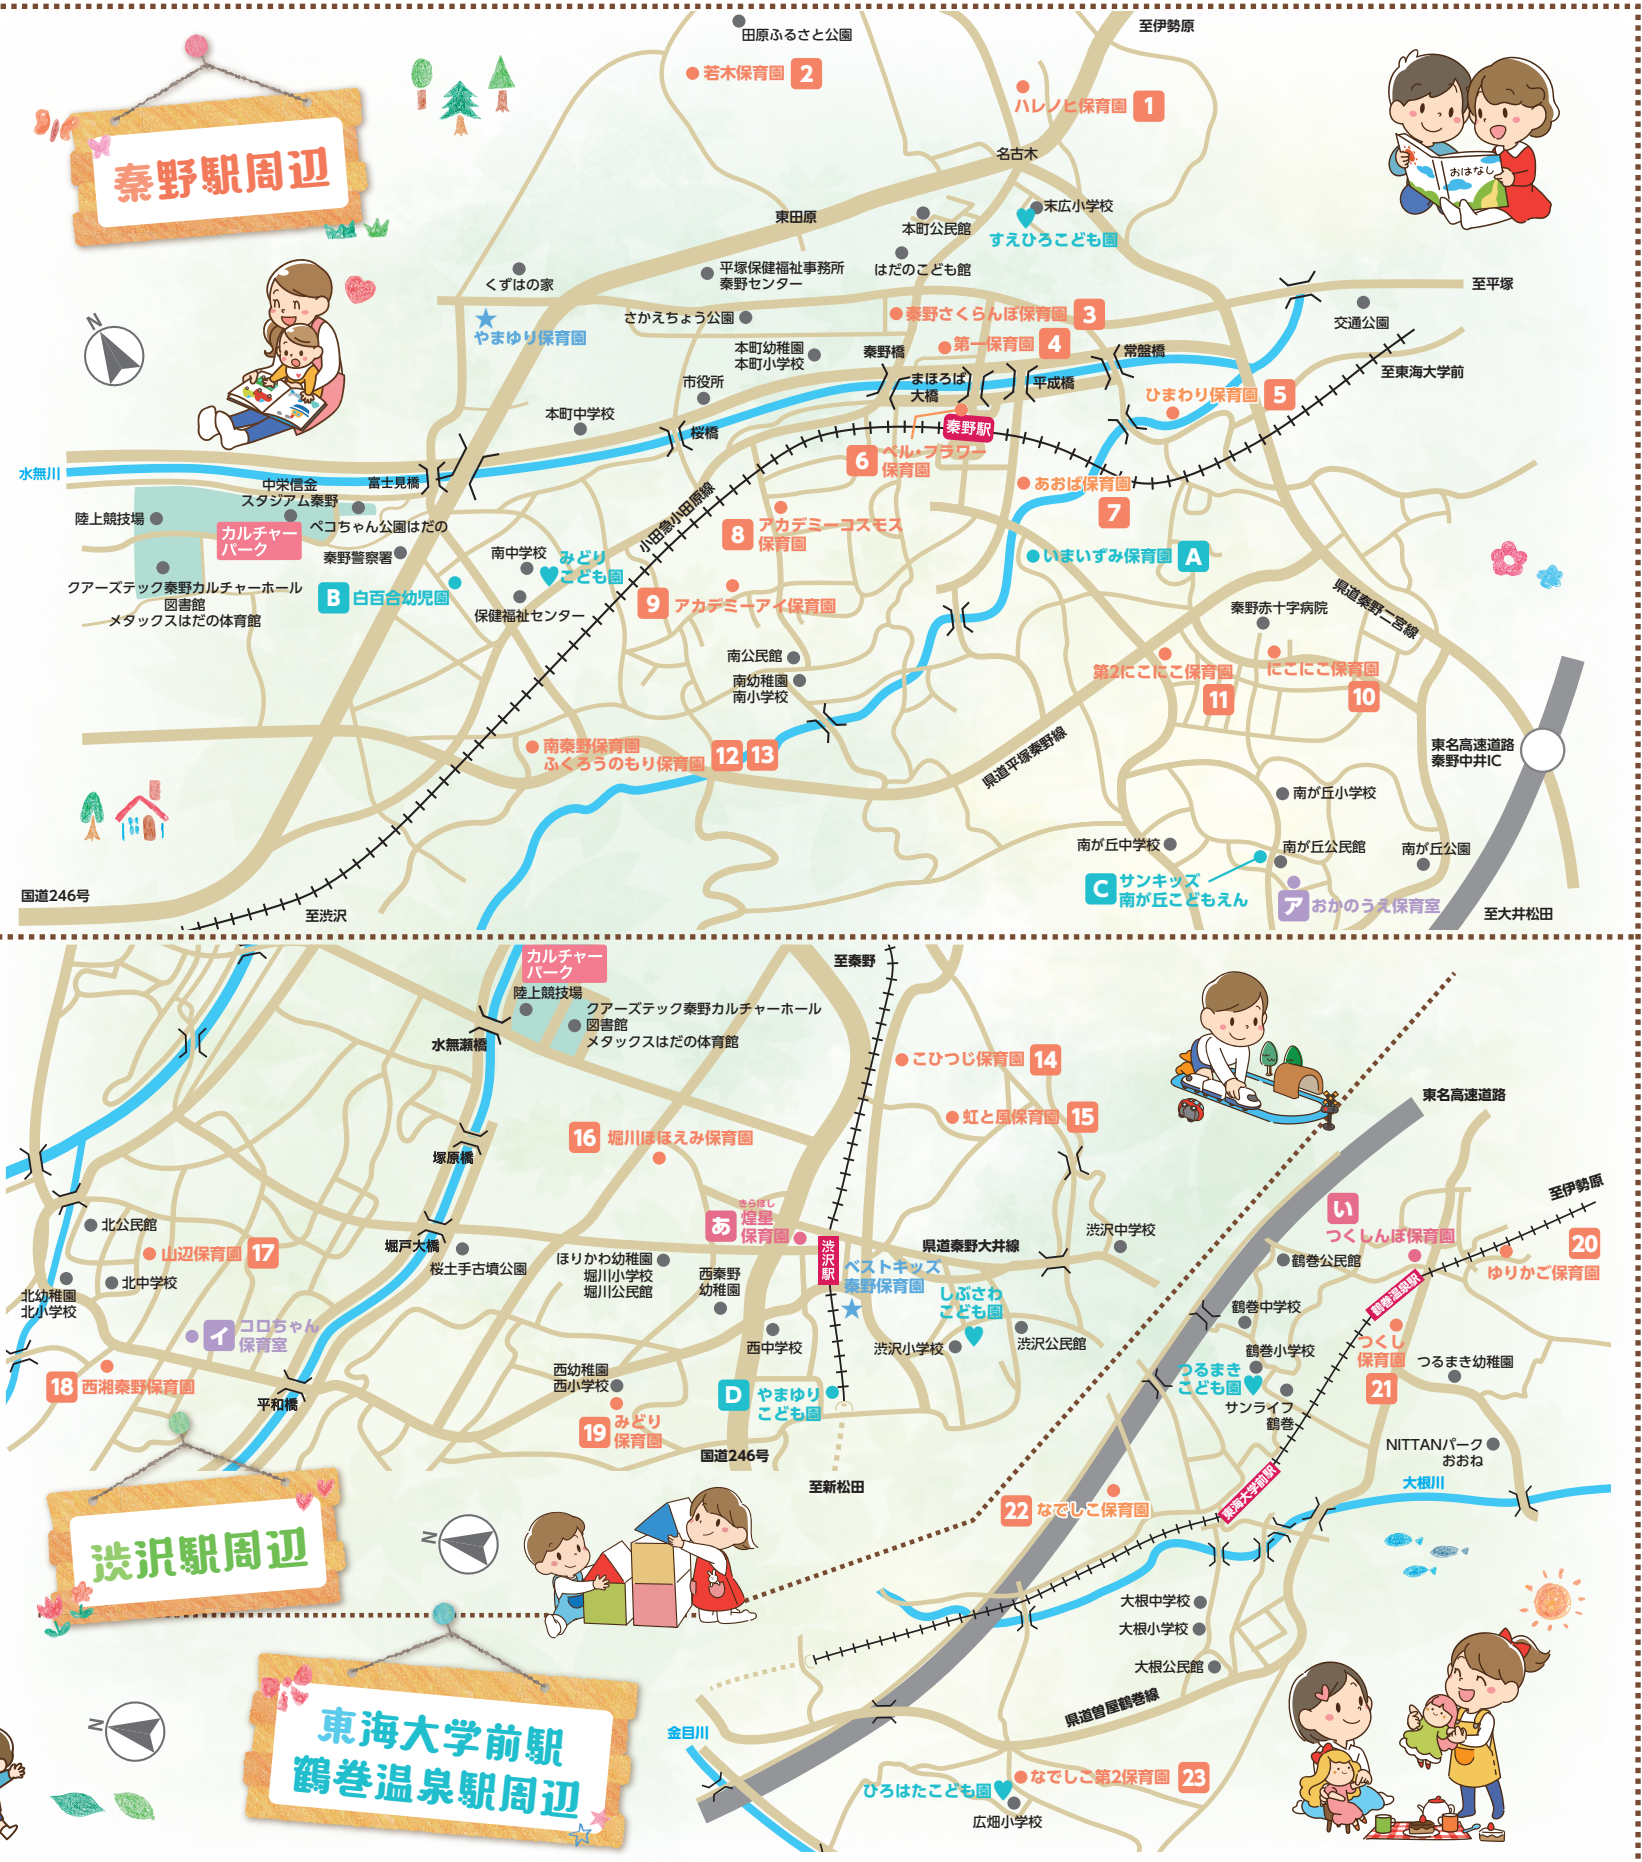 秦野駅周辺
田原ふるさと公園
至伊勢原
若木保育園 2
ハレノヒ保育園 1
名古木
おはなし
東田原
本町公民館
末広小学校
すえひろこども園
はだのこども館
平塚保健福祉事務所
秦野センター
くずはの家
やまゆり保育園
さかえちょう公園
秦野さくらんぼ保育園 3
至平塚
交通公園
N
本町幼稚園
本町小学校
秦野橋
第一保育園 4
常盤橋
まほろば
大橋
平成橋
至東海大学前
市役所
ひまわり保育園 5
本町中学校
桜橋
秦野駅
水無川
富士見橋
6 ベル・フラワー
保育園
中栄信金
スタジアム秦野
陸上競技場
ペコちゃん公園はだの
カルチャー
パーク
秦野警察署
小田急小田原線
あおば保育園
7
8 アカデミーコスモス
保育園
いまいずみ保育園 A
クアーズテック秦野カルチャーホール
図書館
メタックスはだの体育館
B 白百合幼児園
南中学校
みどり
こども園
保健福祉センター
9 アカデミーアイ保育園
県道秦野二宮線
秦野赤十字病院
南公民館
南幼稚園
南小学校
第2にこにこ保育園
11
にこにこ保育園
10
南秦野保育園
ふくろうのもり保育園 12 13
県道平塚秦野線
東名高速道路
秦野中井IC
南が丘小学校
南が丘中学校
南が丘公民館
南が丘公園
C サンキッズ
南が丘こどもえん
ア おかのうえ保育室
国道246号
至渋沢
至大井松田
カルチャー
パーク
陸上競技場
クアーズテック秦野カルチャーホール
図書館
メタックスはだの体育館
水無瀬橋
至秦野
こひつじ保育園 14
虹と風保育園 15
東名高速道路
16 堀川ほほえみ保育園
塚原橋
北公民館
山辺保育園 17
北中学校
北幼稚園
北小学校
堀戸大橋
桜土手古墳公園
ほりかわ幼稚園
堀川小学校
堀川公民館
西秦野
幼稚園
きらぼし
あ 煌星
保育園
渋沢駅
県道秦野大井線
渋沢中学校
ベストキッズ
秦野保育園
しぶさわ
こども園
渋沢小学校
渋沢公民館
い
つくしんぼ保育園
至伊勢原
20
ゆりかご保育園
鶴巻公民館
鶴巻温泉駅
鶴巻中学校
つくし
保育園
21
鶴巻小学校
つるまき幼稚園
つるまき
こども園
サンライフ
鶴巻
イ コロちゃん
保育室
18 西湘秦野保育園
平和橋
西中学校
西幼稚園
西小学校
19 みどり
保育園
D やまゆり
こども園
国道246号
至新松田
NITTANパーク
おおね
大根川
東海大学前駅
22 なでしこ保育園
渋沢駅周辺
N
大根中学校
大根小学校
大根公民館
県道曽屋鶴巻線
N
東海大学前駅
鶴巻温泉駅周辺
金目川
なでしこ第2保育園 23
ひろはたこども園
広畑小学校